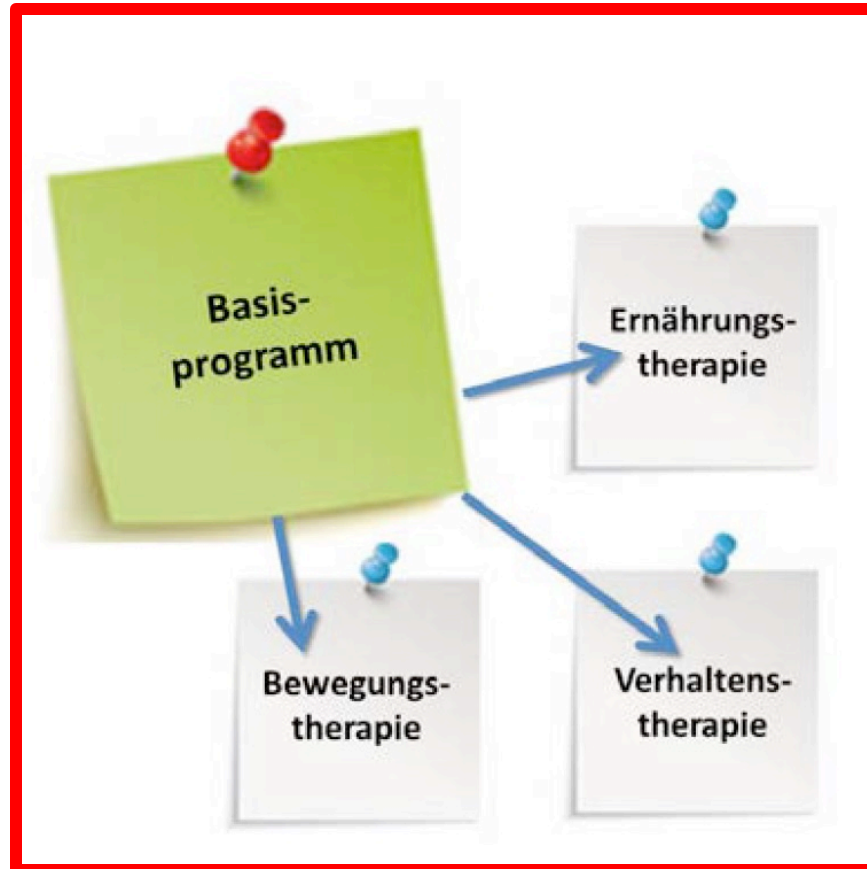 Basis-
programm
Ernährungs-
therapie
Bewegungs-
therapie
Verhaltens-
therapie